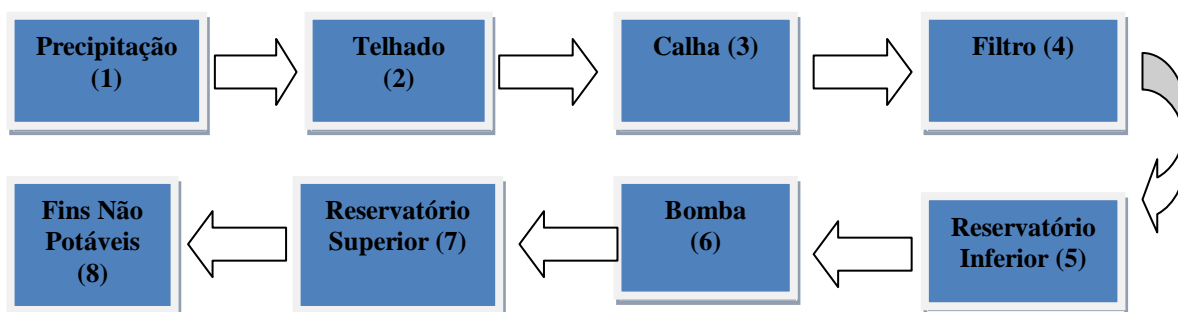 Precipitação
(1)
Telhado
(2)
Calha (3)
Filtro (4)
Reservatório
Inferior (5)
Bomba
(6)
Reservatório
Superior (7)
Fins Não
Potáveis
(8)